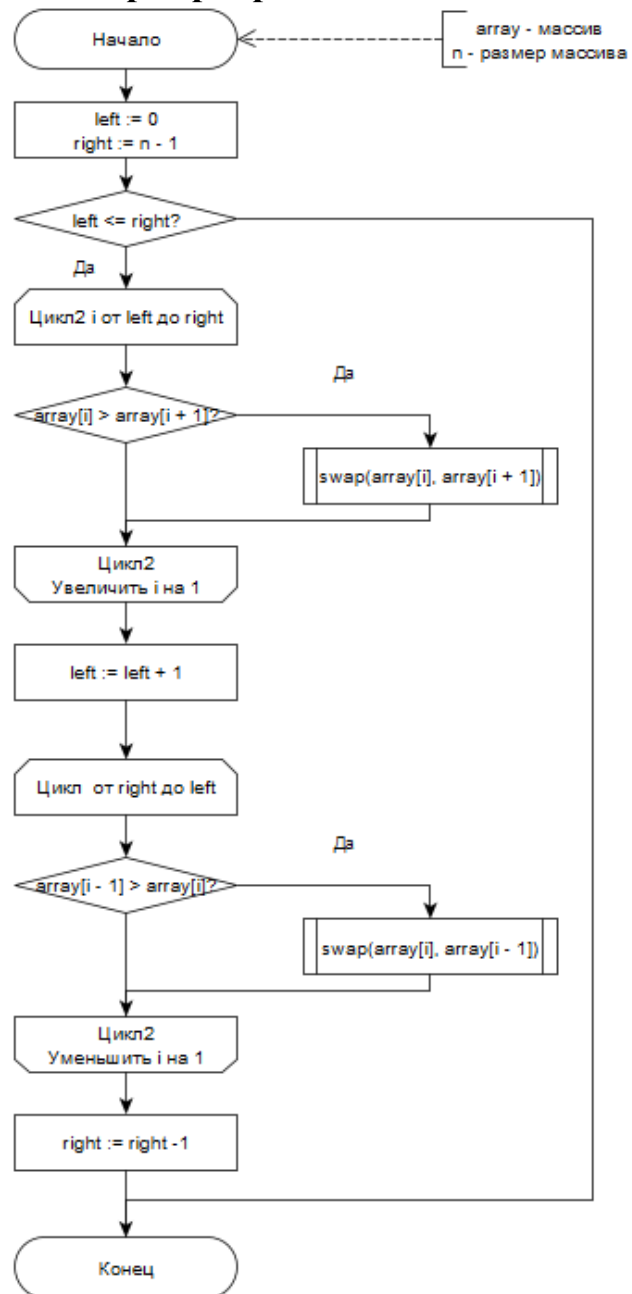 Начало
array - массив
n - размер массива
left := 0
right := n - 1
left <= right?
Да
Цикл2 i от left до right
Да
array[i] > array[i + 1]?
swap(array[i], array[i + 1])
Цикл2
Увеличить i на 1
left := left + 1
Цикл от right до left
Да
array[i - 1] > array[i]?
swap(array[i], array[i - 1])
Цикл2
Уменьшить i на 1
right := right -1
Конец